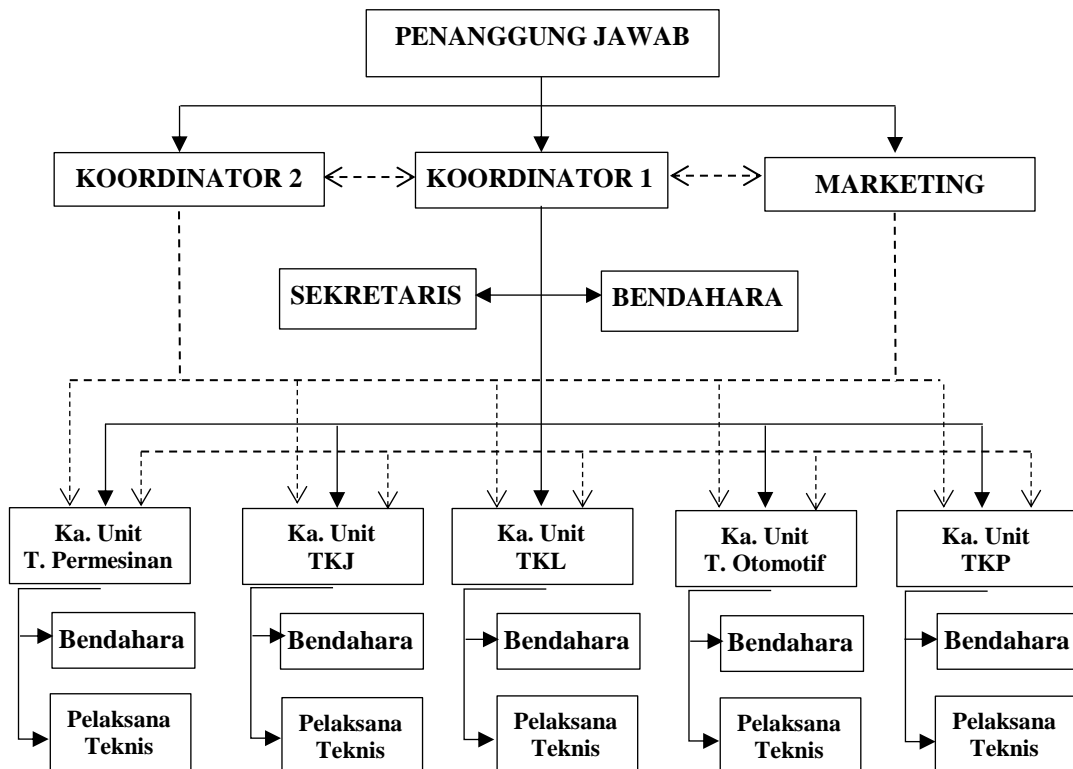 PENANGGUNG JAWAB
KOORDINATOR 2
KOORDINATOR 1
MARKETING
SEKRETARIS
BENDAHARA
Ka. Unit
T. Permesinan
Ka. Unit
TKJ
Ka. Unit
TKL
Ka. Unit
T. Otomotif
Ka. Unit
TKP
Bendahara
Bendahara
Bendahara
Bendahara
Bendahara
Pelaksana
Teknis
Pelaksana
Teknis
Pelaksana
Teknis
Pelaksana
Teknis
Pelaksana
Teknis